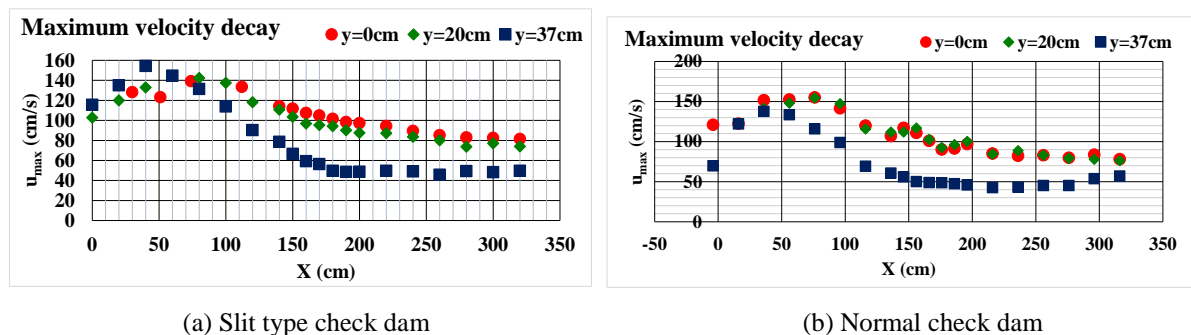 Maximum velocity decay
y=0cm y=20cm y=37cm
160
140
120
100
80
60
40
20
0
u_max (cm/s)
0 50 100 150 200 250 300 350
X (cm)
(a) Slit type check dam
Maximum velocity decay
y=0cm y=20cm y=37cm
200
150
100
50
0
u_max (cm/s)
-50 0 50 100 150 200 250 300 350
X (cm)
(b) Normal check dam